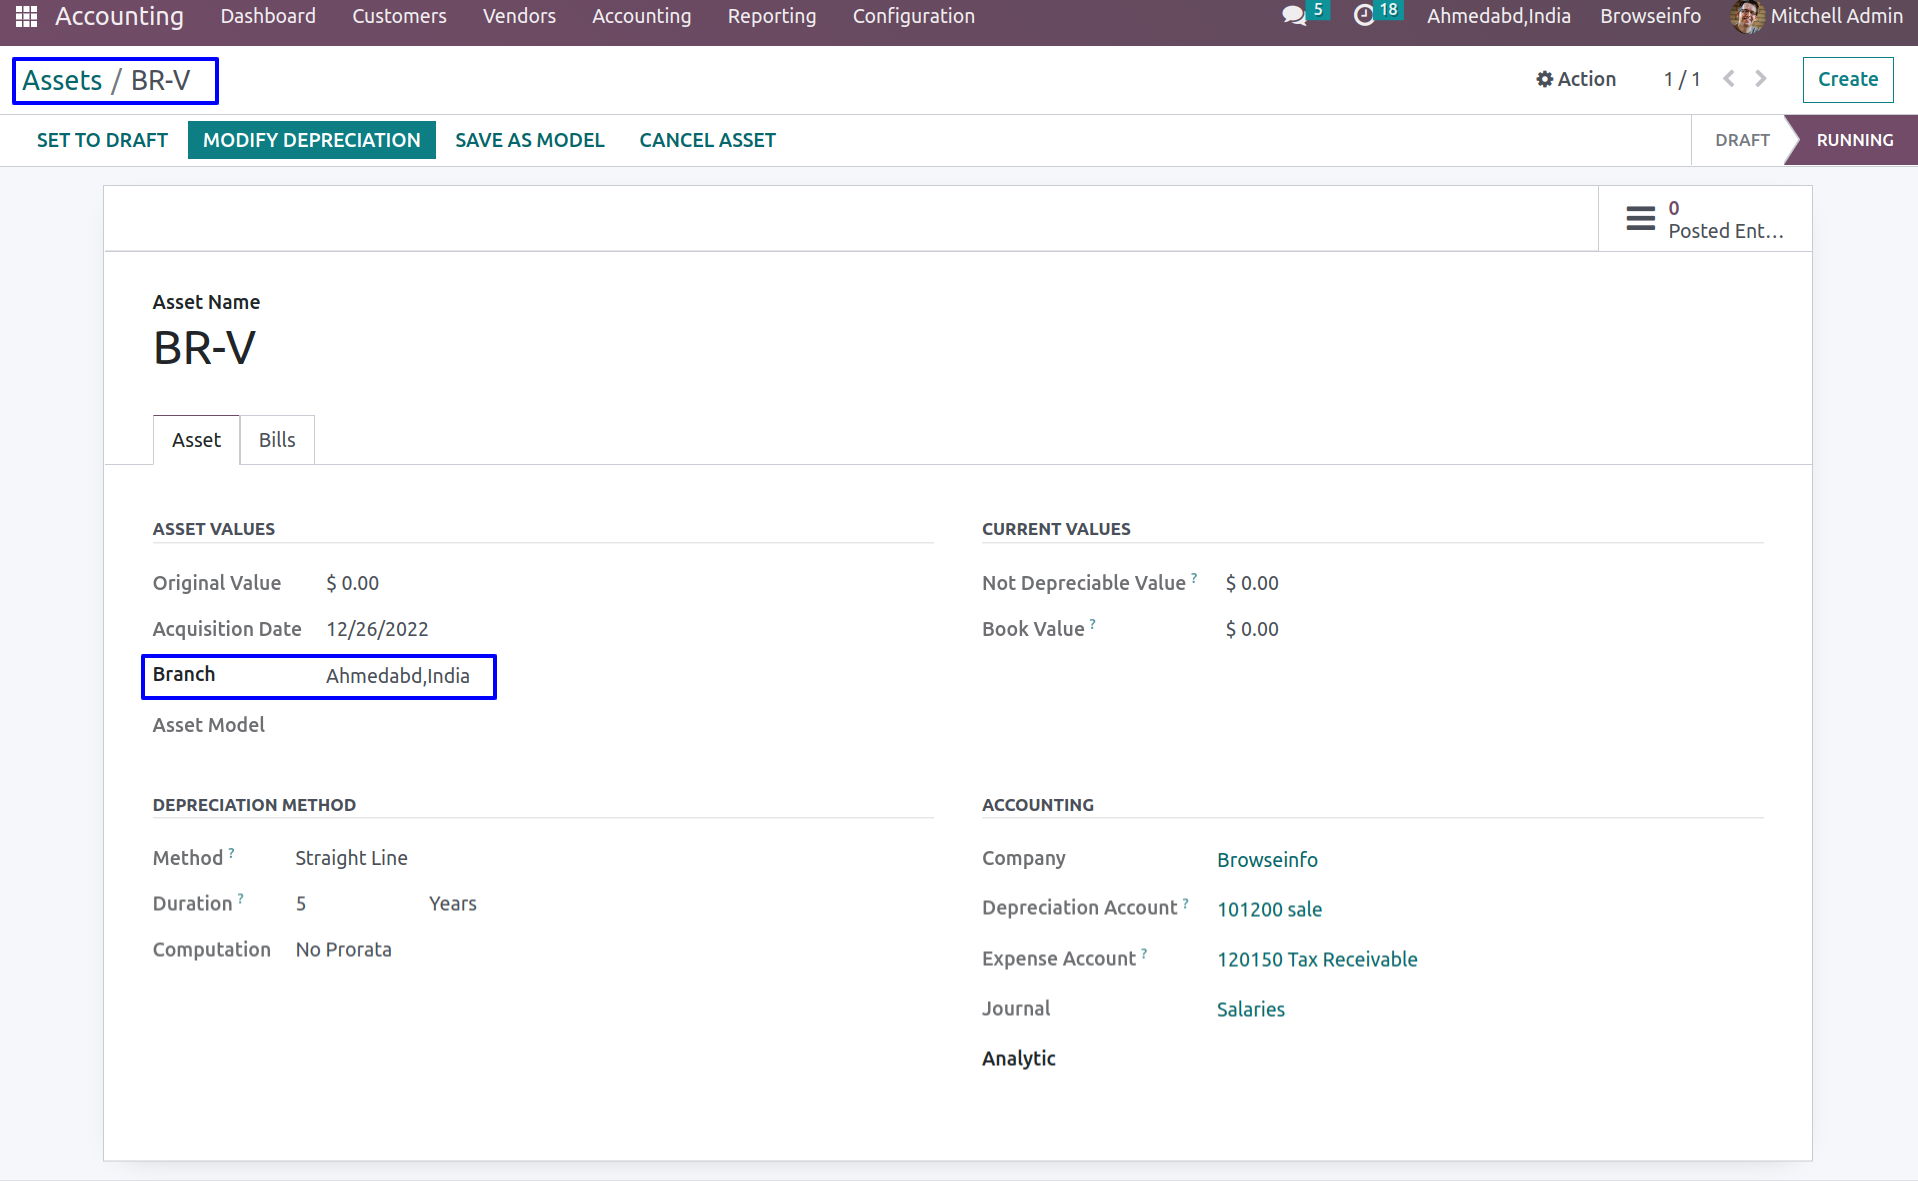 Accounting Dashboard Customers Vendors Accounting Reporting Configuration 5 18 Ahmedabd,India Browseinfo Mitchell Admin
Assets / BR-V Action 1 / 1 Create
SET TO DRAFT MODIFY DEPRECIATION SAVE AS MODEL CANCEL ASSET DRAFT RUNNING
0
Posted Ent...
Asset Name
BR-V
Asset Bills
ASSET VALUES
Original Value $ 0.00
Acquisition Date 12/26/2022
Branch Ahmedabd,India
Asset Model
CURRENT VALUES
Not Depreciable Value ? $ 0.00
Book Value ? $ 0.00
DEPRECIATION METHOD
Method ? Straight Line
Duration ? 5 Years
Computation No Prorata
ACCOUNTING
Company Browseinfo
Depreciation Account ? 101200 sale
Expense Account ? 120150 Tax Receivable
Journal Salaries
Analytic